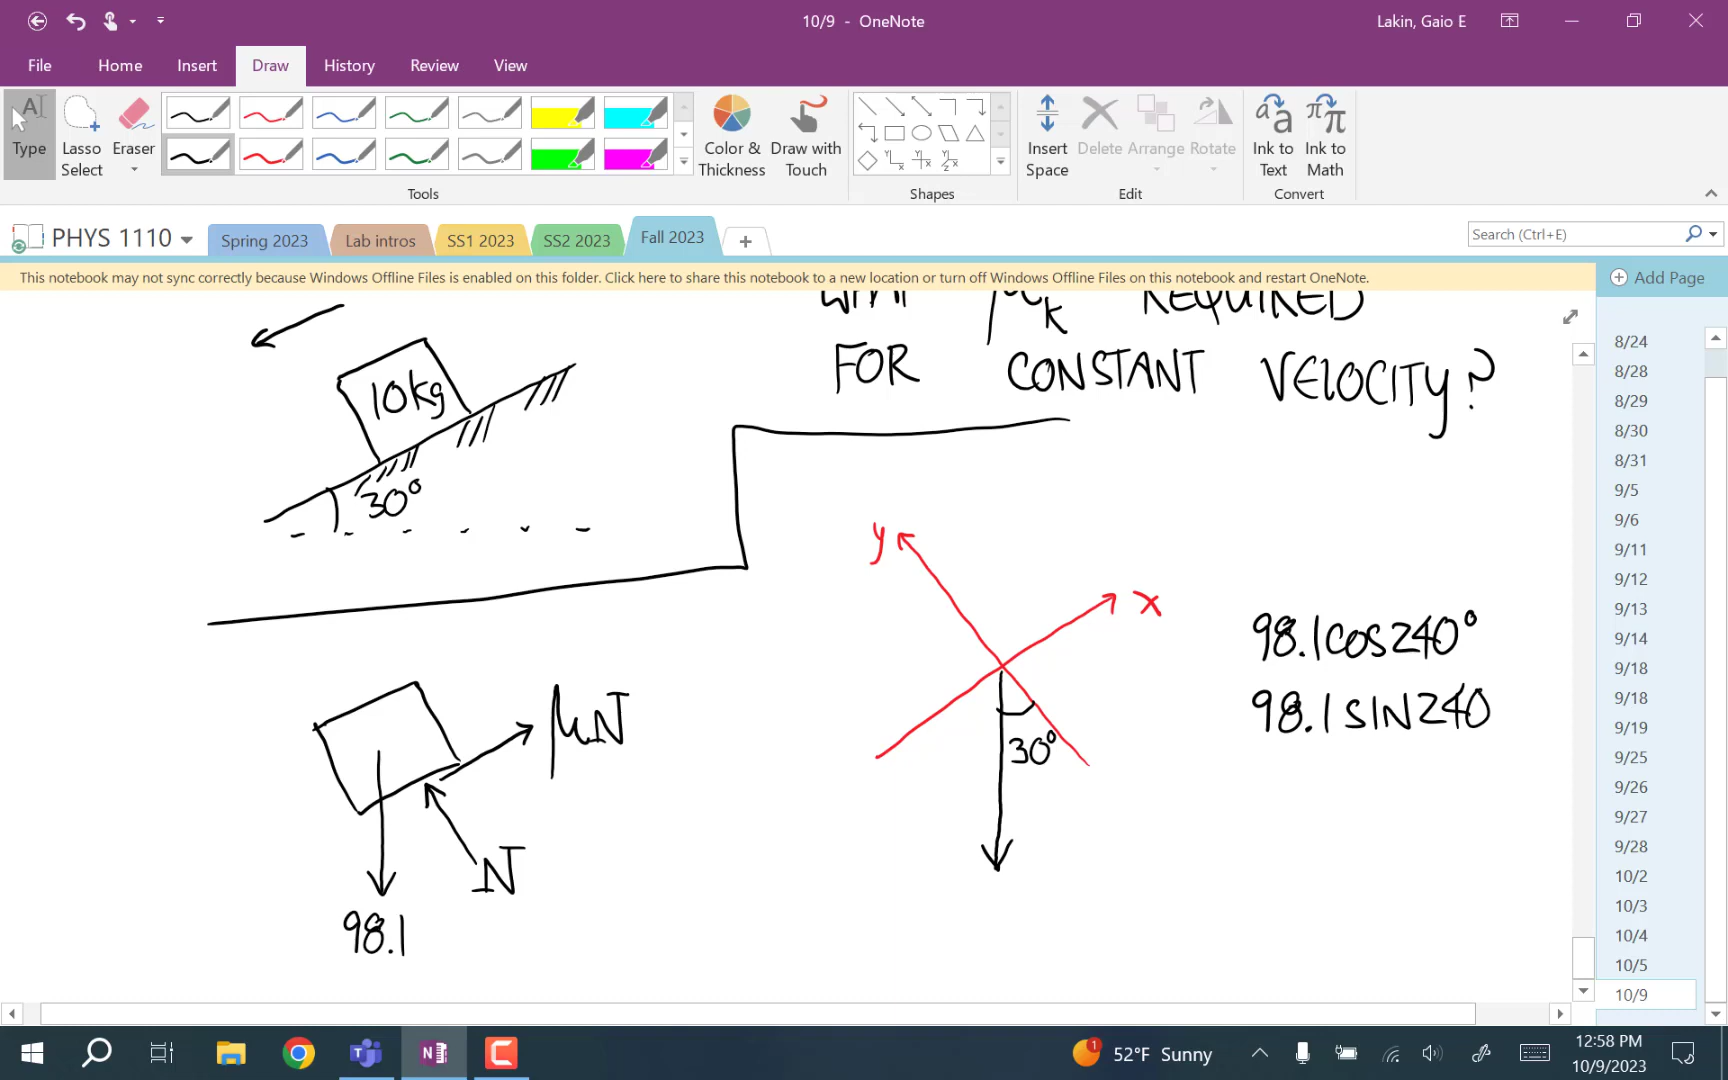 10/9 - OneNote
Lakin, Gaio E
File Home Insert Draw History Review View
Type
Lasso Select
Eraser
Color & Thickness
Draw with Touch
Insert Space
Delete
Arrange
Rotate
Ink to Text
Ink to Math
Tools
Shapes
Edit
Convert
PHYS 1110
Spring 2023
Lab intros
SS1 2023
SS2 2023
Fall 2023
Search (Ctrl+E)
This notebook may not sync correctly because Windows Offline Files is enabled on this folder. Click here to share this notebook to a new location or turn off Windows Offline Files on this notebook and restart OneNote.
Add Page
μk REQUIRED
FOR CONSTANT VELOCITY?
10kg
30°
y
x
98.1cos240°
98.1 SIN240
μN
30°
N
98.1
8/24
8/28
8/29
8/30
8/31
9/5
9/6
9/11
9/12
9/13
9/14
9/18
9/18
9/19
9/25
9/26
9/27
9/28
10/2
10/3
10/4
10/5
10/9
1
52°F Sunny
12:58 PM
10/9/2023